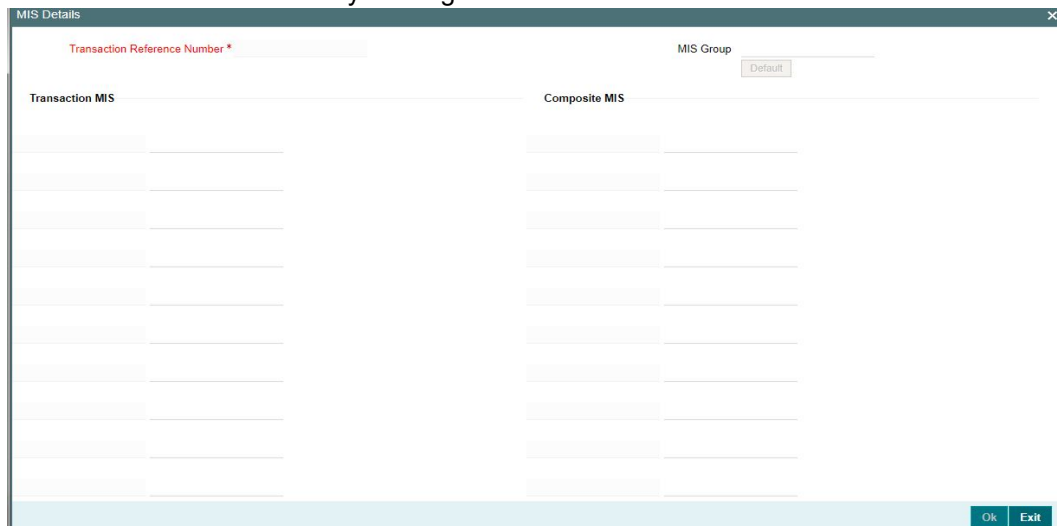 MIS Details
Transaction Reference Number * MIS Group
Default
Transaction MIS Composite MIS
Ok Exit